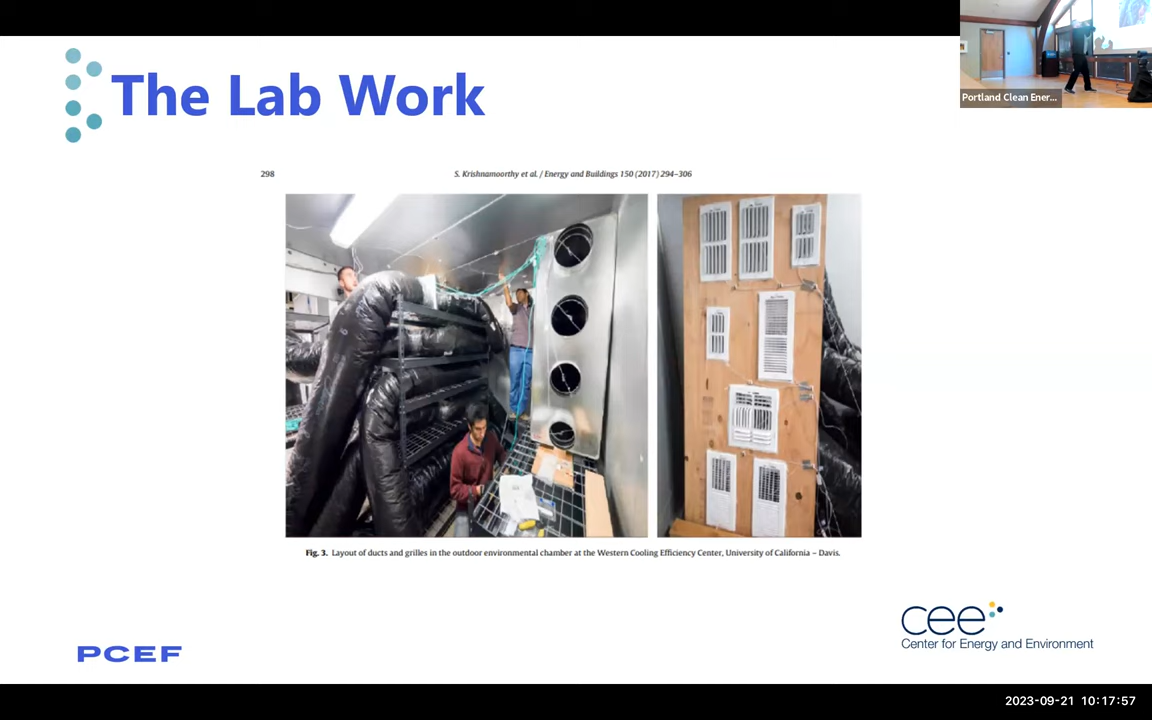 Portland Clean Ener...
The Lab Work
298
S. Krishnamoorthy et al. / Energy and Buildings 150 (2017) 294–306
Fig. 3. Layout of ducts and grilles in the outdoor environmental chamber at the Western Cooling Efficiency Center, University of California – Davis.
cee
Center for Energy and Environment
PCEF
2023-09-21 10:17:57